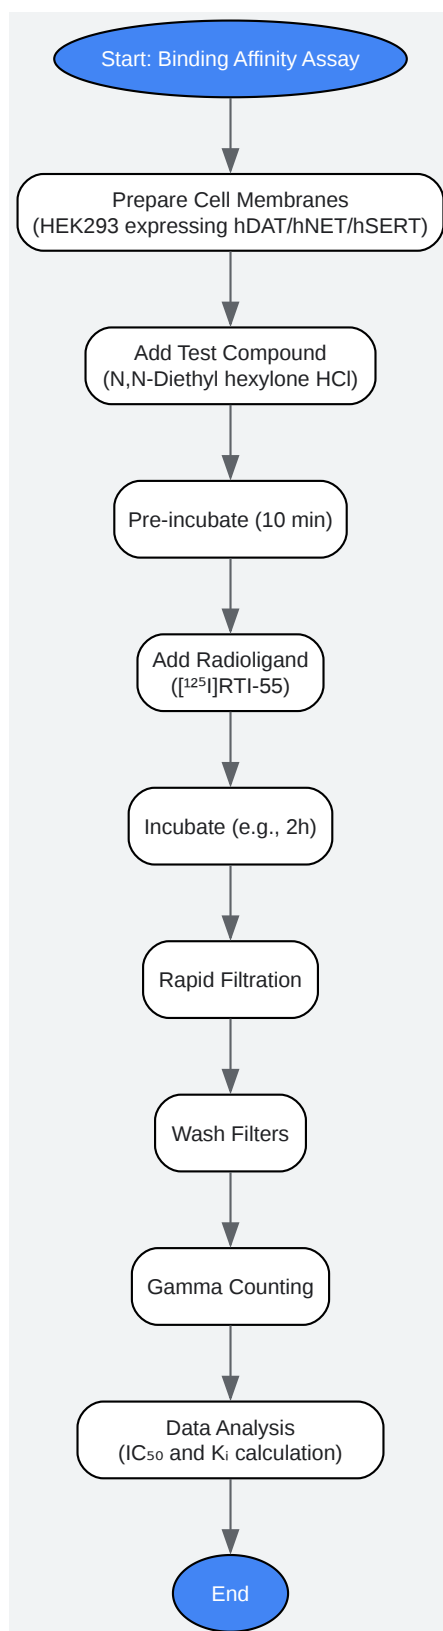 Start: Binding Affinity Assay
Prepare Cell Membranes
(HEK293 expressing hDAT/hNET/hSERT)
Add Test Compound
(N,N-Diethyl hexylone HCl)
Pre-incubate (10 min)
Add Radioligand
([¹²⁵I]RTI-55)
Incubate (e.g., 2h)
Rapid Filtration
Wash Filters
Gamma Counting
Data Analysis
(IC₅₀ and Kᵢ calculation)
End